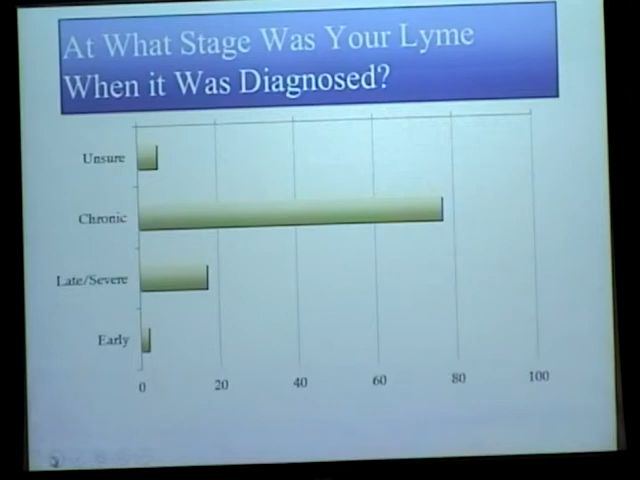 At What Stage Was Your Lyme
When it Was Diagnosed?
Unsure
Chronic
Late/Severe
Early
0 20 40 60 80 100